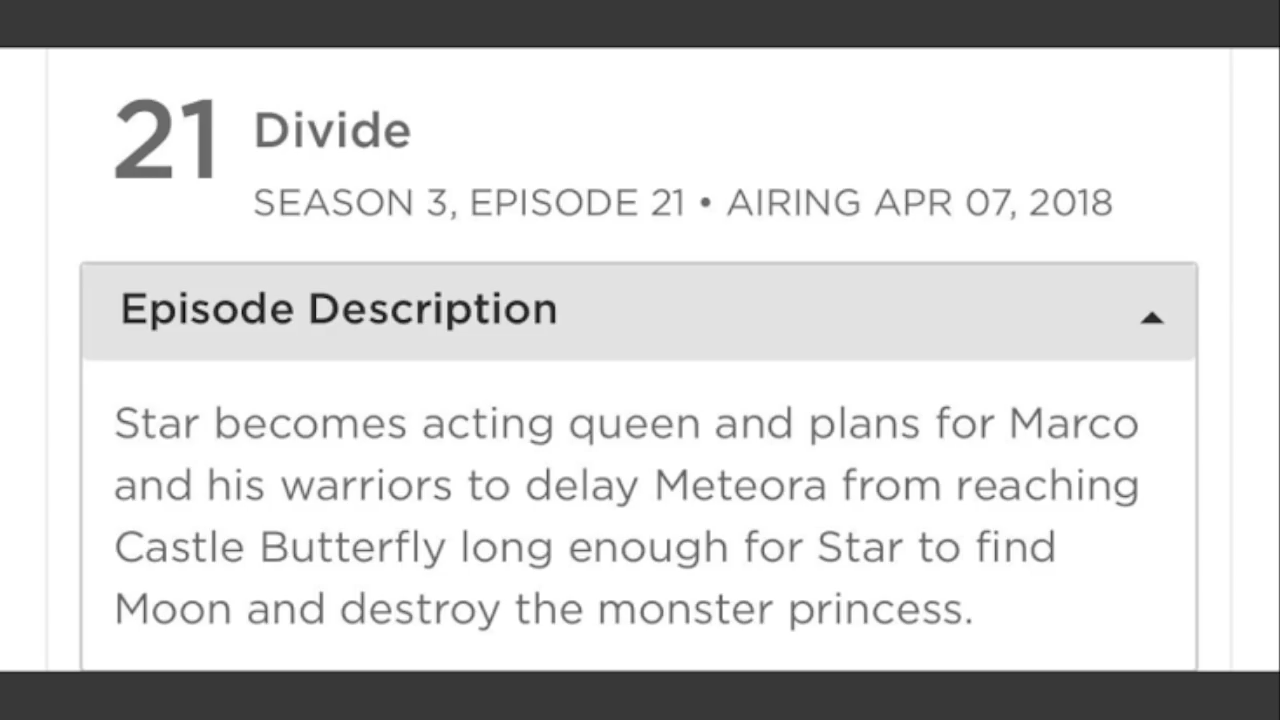 21
Divide
SEASON 3, EPISODE 21 • AIRING APR 07, 2018
Episode Description
Star becomes acting queen and plans for Marco
and his warriors to delay Meteora from reaching
Castle Butterfly long enough for Star to find
Moon and destroy the monster princess.